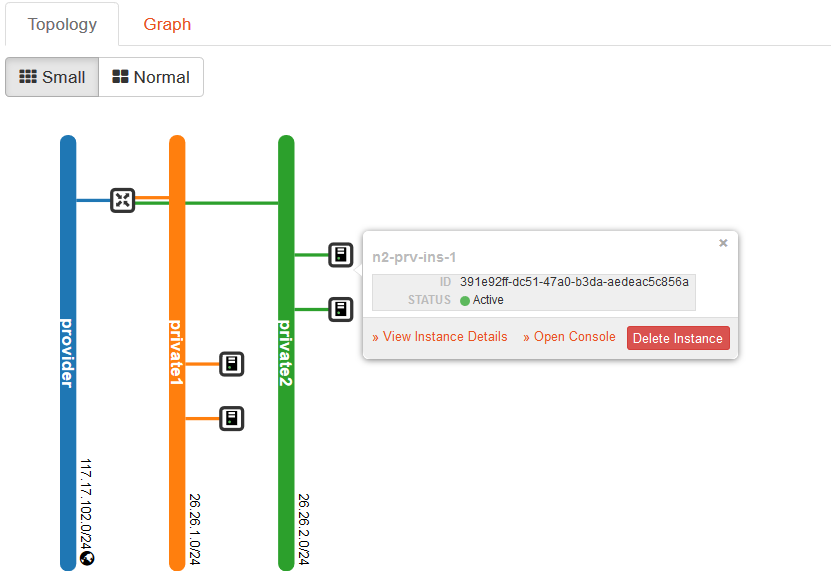 Topology
Graph
Small
Normal
n2-prv-ins-1
ID 391e92ff-dc51-47a0-b3da-aedeac5c856a
STATUS Active
» View Instance Details
» Open Console
Delete Instance
provider
117.17.102.0/24
private1
26.26.1.0/24
private2
26.26.2.0/24